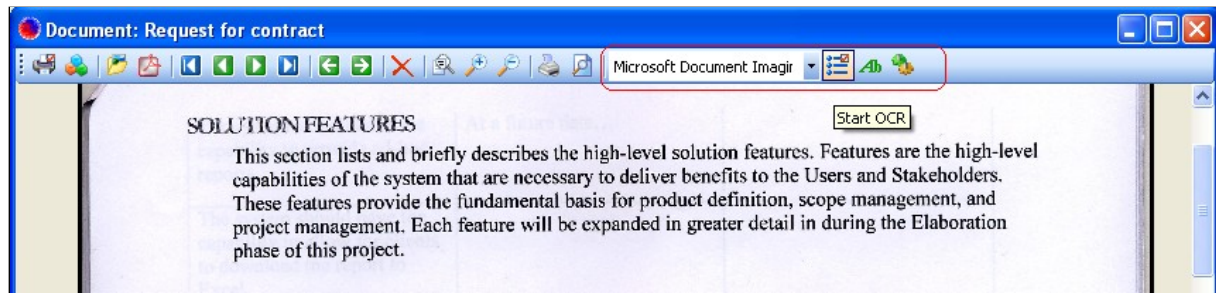 Document: Request for contract
Microsoft Document Imagir
Ab
Start OCR
SOLUTION FEATURES
This section lists and briefly describes the high-level solution features. Features are the high-level
capabilities of the system that are necessary to deliver benefits to the Users and Stakeholders.
These features provide the fundamental basis for product definition, scope management, and
project management. Each feature will be expanded in greater detail in during the Elaboration
phase of this project.